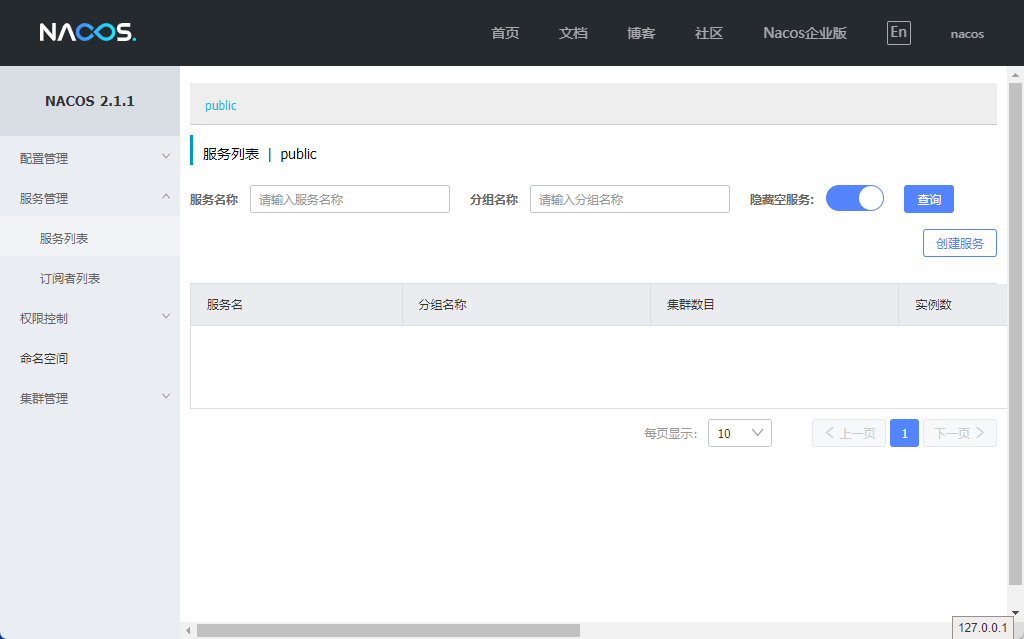 NACOS. 首页 文档 博客 社区 Nacos企业版 En nacos
NACOS 2.1.1
配置管理
服务管理
服务列表
订阅者列表
权限控制
命名空间
集群管理
public
服务列表 | public
服务名称 请输入服务名称 分组名称 请输入分组名称 隐藏空服务: 查询
创建服务
服务名 分组名称 集群数目 实例数
每页显示: 10 上一页 1 下一页
127.0.0.1